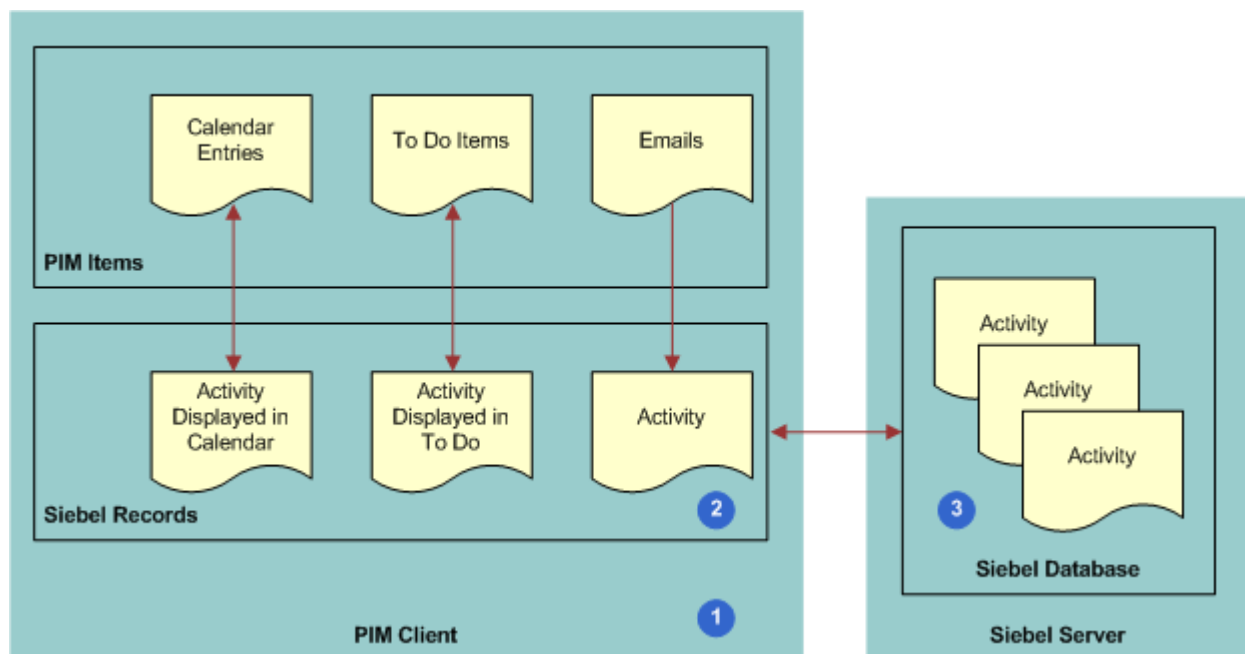 Calendar
Entries
To Do Items
Emails
PIM Items
Activity
Displayed in
Calendar
Activity
Displayed in
To Do
Activity
Siebel Records
2
1
PIM Client
Activity
Activity
Activity
3
Siebel Database
Siebel Server